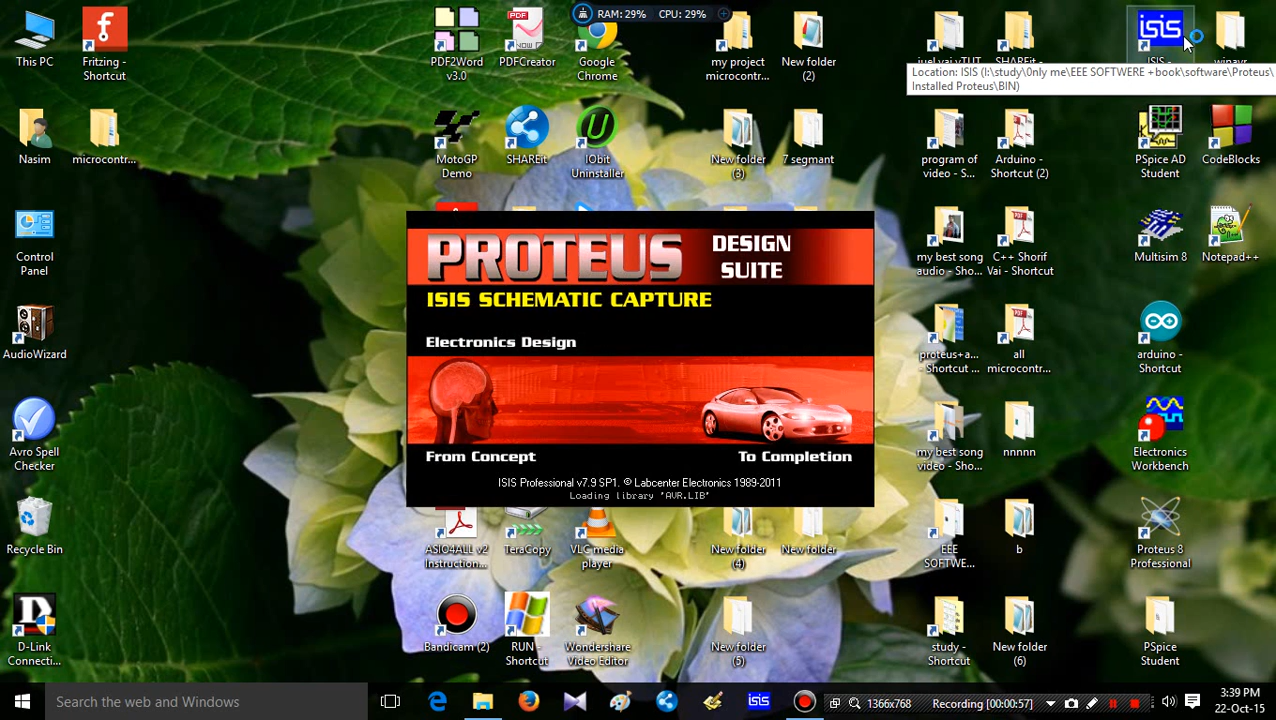 RAM: 29% CPU: 29%
This PC
Fritzing -
Shortcut
PDF2Word
v3.0
PDFCreator
Google
Chrome
my project
microcontr...
New folder
(2)
isis
Location: ISIS (I:\study\0nly me\EEE SOFTWERE +book\software\Proteus\
Installed Proteus\BIN)
Nasim
microcontr...
MotoGP
Demo
SHAREit
IObit
Uninstaller
New folder
(3)
7 segmant
program of
video - S...
Arduino -
Shortcut (2)
PSpice AD
Student
CodeBlocks
Control
Panel
my best song
audio - Sho...
C++ Shorif
Vai - Shortcut
Multisim 8
Notepad++
PROTEUS DESIGN
SUITE
ISIS SCHEMATIC CAPTURE
Electronics Design
From Concept To Completion
ISIS Professional v7.9 SP1. © Labcenter Electronics 1989-2011
Loading library 'AVR.LIB'
AudioWizard
proteus+a...
- Shortcut ...
all
microcontr...
arduino -
Shortcut
Avro Spell
Checker
my best song
video - Sho...
nnnnn
Electronics
Workbench
Recycle Bin
ASIO4ALL v2
Instruction...
TeraCopy
VLC media
player
New folder
(4)
New folder
EEE
SOFTWE...
b
Proteus 8
Professional
D-Link
Connecti...
Bandicam (2)
RUN -
Shortcut
Wondershare
Video Editor
New folder
(5)
study -
Shortcut
New folder
(6)
PSpice
Student
Search the web and Windows
isis
1366x768
Recording [00:00:57]
3:39 PM
22-Oct-15